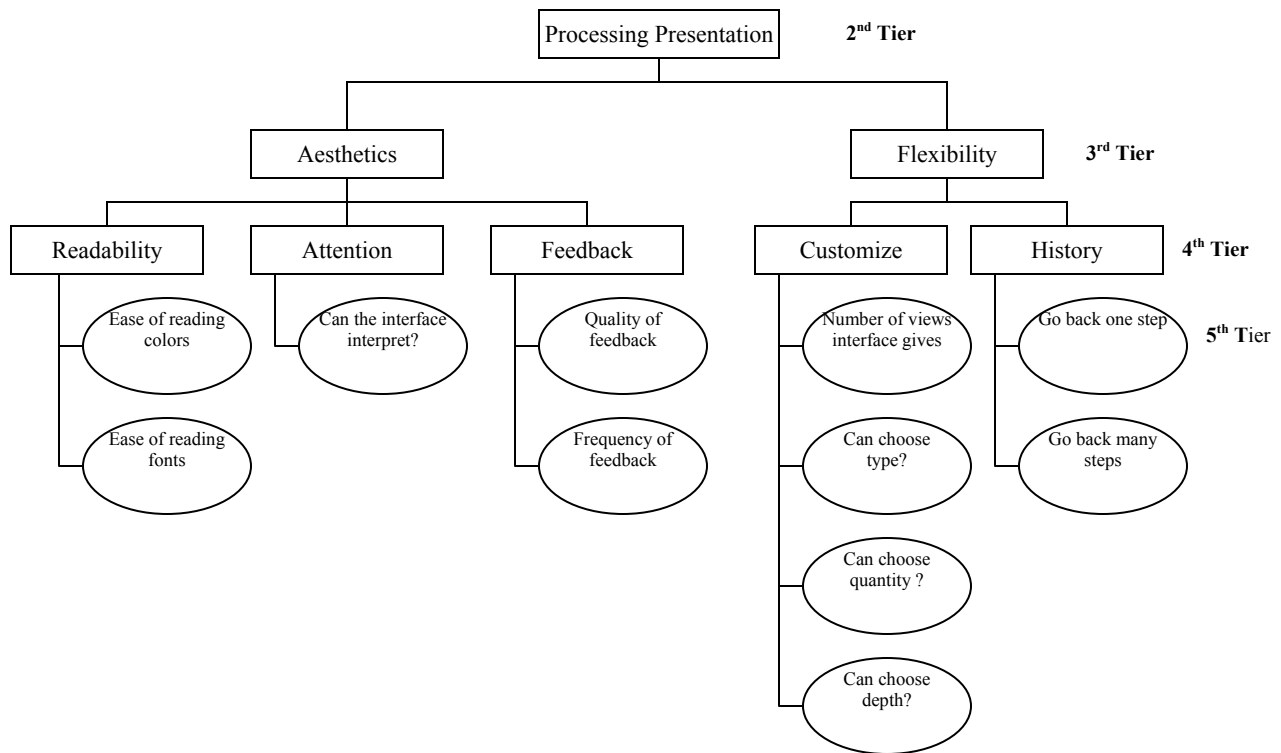 Processing Presentation
2nd Tier
Aesthetics
Flexibility
3rd Tier
Readability
Attention
Feedback
Customize
History
4th Tier
Ease of reading
colors
Can the interface
interpret?
Quality of
feedback
Number of views
interface gives
Go back one step
5th Tier
Ease of reading
fonts
Frequency of
feedback
Can choose
type?
Go back many
steps
Can choose
quantity ?
Can choose
depth?